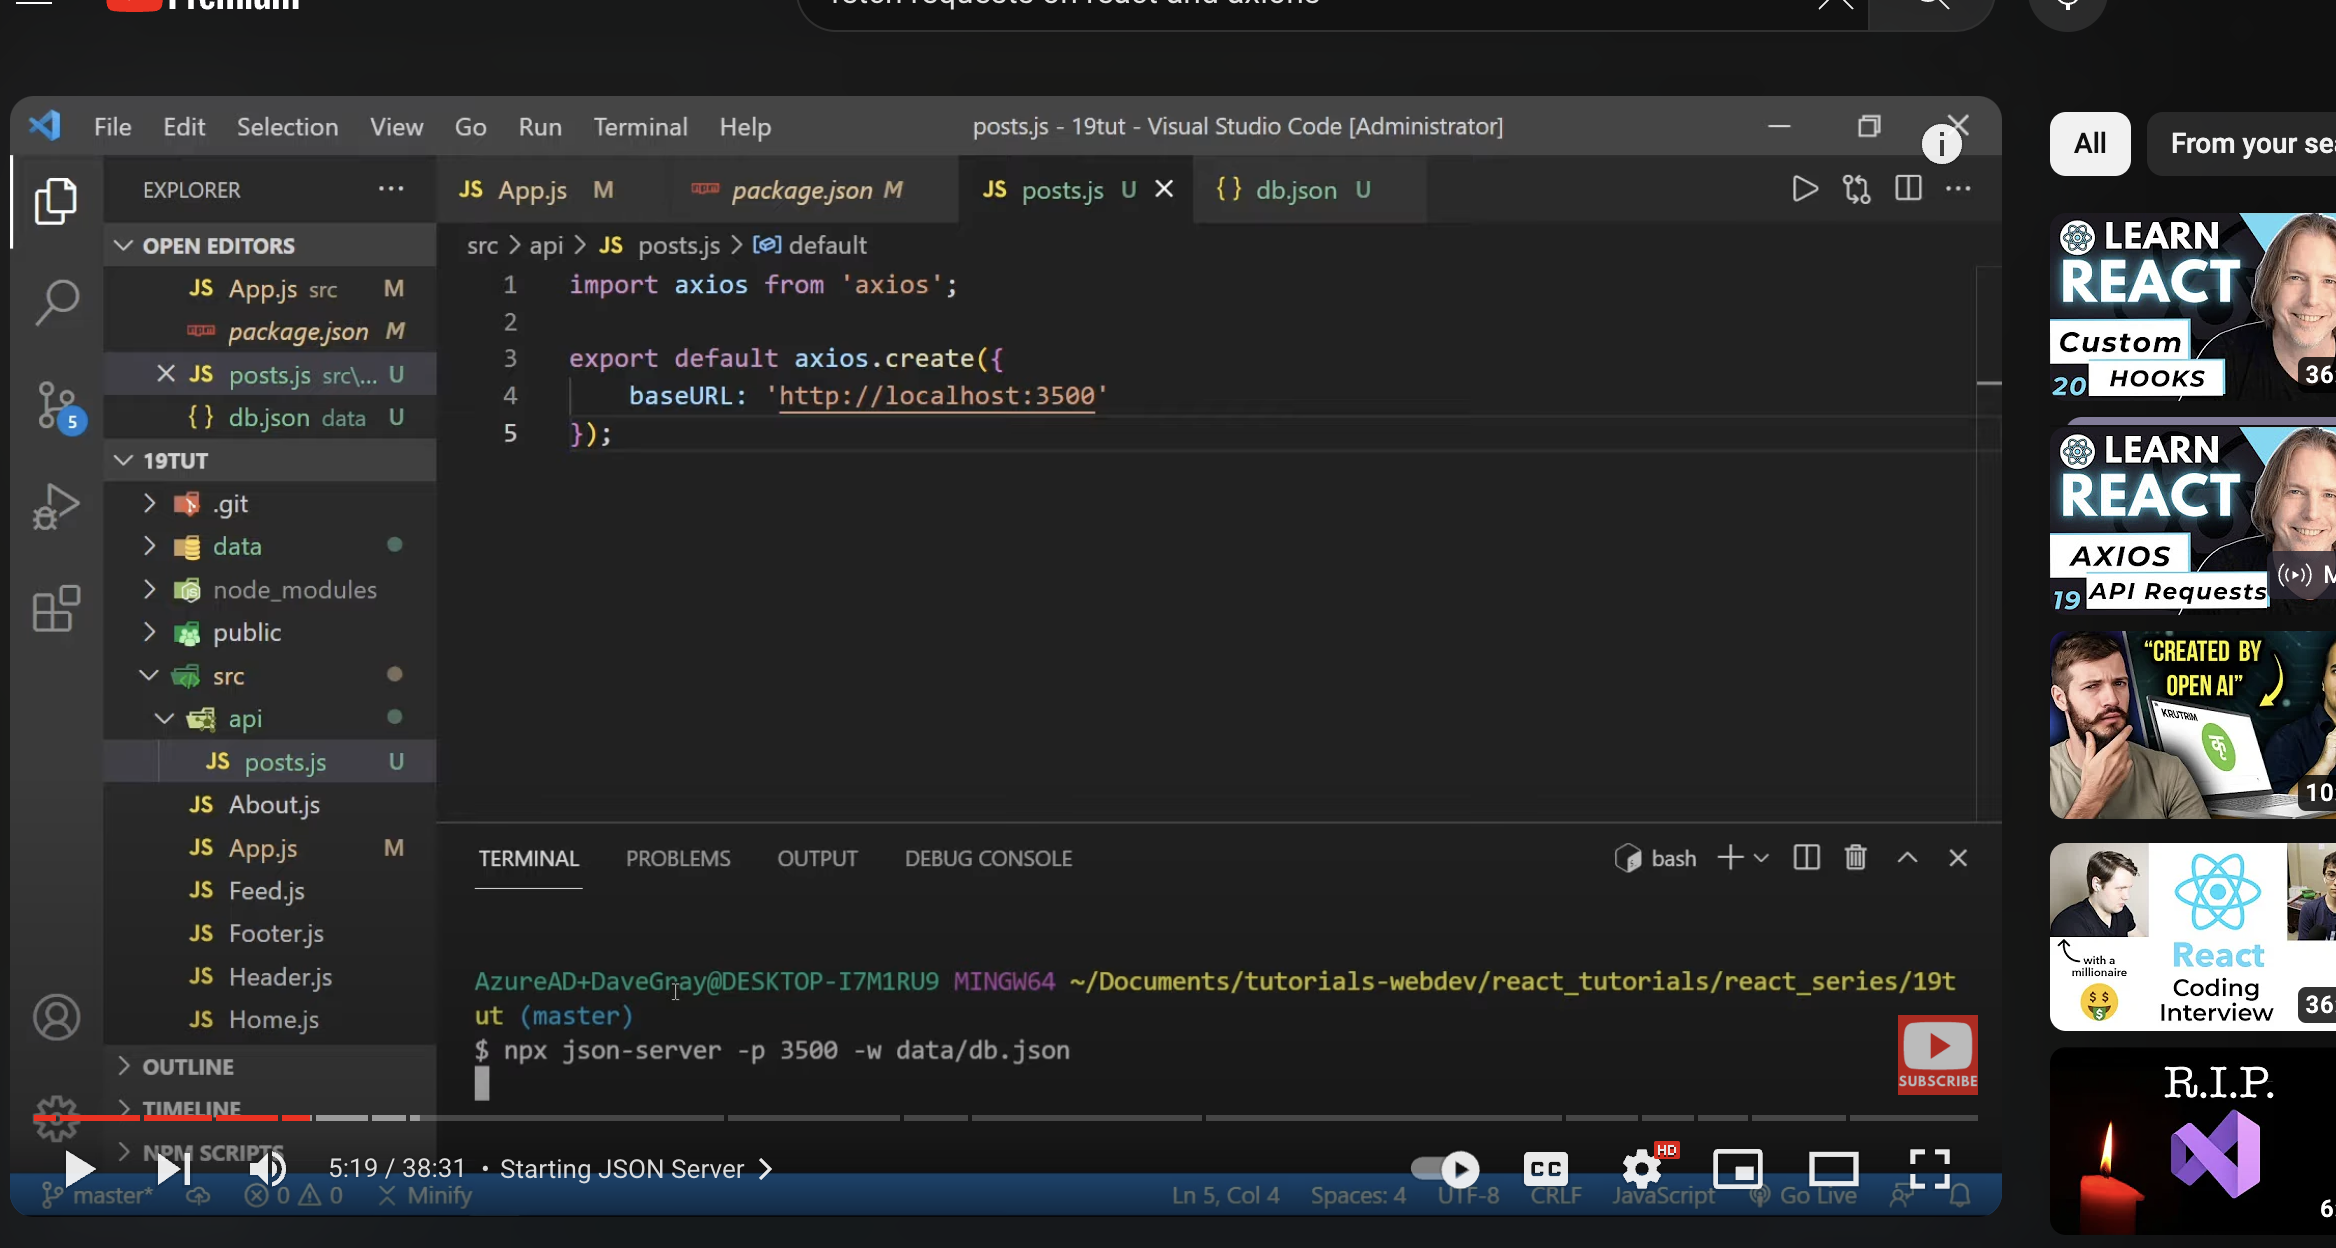 Premium
File Edit Selection View Go Run Terminal Help
posts.js - 19tut - Visual Studio Code [Administrator]
EXPLORER
OPEN EDITORS
JS App.js src M
package.json M
JS posts.js src\... U
{ } db.json data U
19TUT
.git
data
node_modules
public
src
api
JS posts.js U
JS About.js
JS App.js M
JS Feed.js
JS Footer.js
JS Header.js
JS Home.js
OUTLINE
TIMELINE
NPM SCRIPTS
5
JS App.js M
package.json M
JS posts.js U
{ } db.json U
src > api > JS posts.js > default
1 import axios from 'axios';
2
3 export default axios.create({
4 baseURL: 'http://localhost:3500'
5 });
TERMINAL PROBLEMS OUTPUT DEBUG CONSOLE
bash
AzureAD+DaveGray@DESKTOP-I7M1RU9 MINGW64 ~/Documents/tutorials-webdev/react_tutorials/react_series/19t
ut (master)
$ npx json-server -p 3500 -w data/db.json
SUBSCRIBE
5:19 / 38:31 • Starting JSON Server
CC
HD
master* 0 0 Minify
Ln 5, Col 4 Spaces: 4 UTF-8 CRLF JavaScript Go Live
All
From your
LEARN
REACT
Custom
20 HOOKS
LEARN
REACT
AXIOS
19 API Requests
"CREATED BY
OPEN AI"
KRUTRIM
क
with a
millionaire
React
Coding
Interview
R.I.P.